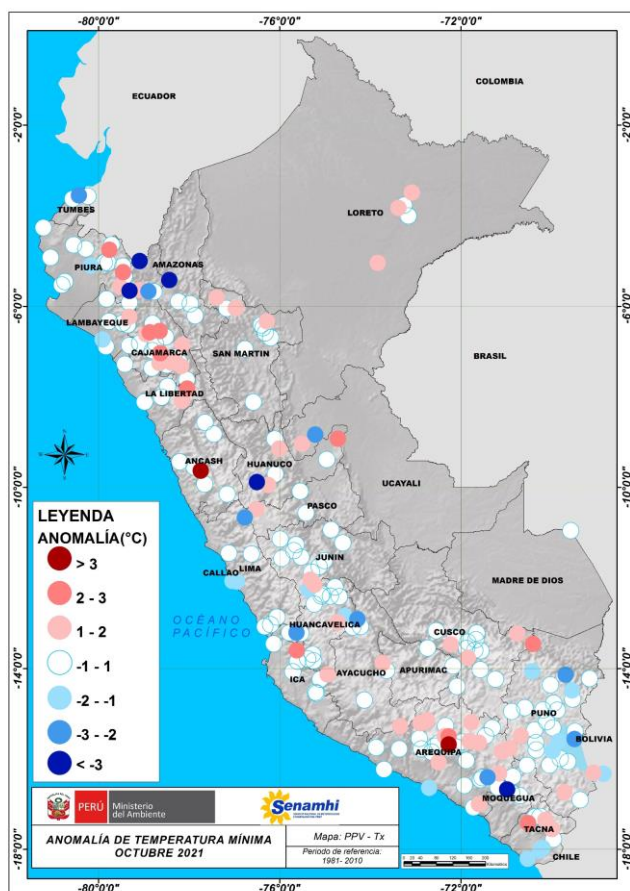 -80°0'0" -76°0'0" -72°0'0"
COLOMBIA
ECUADOR
-2°0'0" -2°0'0"
TUMBES
LORETO
PIURA
AMAZONAS
-6°0'0" -6°0'0"
LAMBAYEQUE
BRASIL
CAJAMARCA
SAN MARTIN
LA LIBERTAD
ANCASH
HUANUCO
UCAYALI
-10°0'0" -10°0'0"
PASCO
LEYENDA
ANOMALÍA(°C)
> 3
2 - 3
1 - 2
-1 - 1
-2 - -1
-3 - -2
< -3
JUNIN
LIMA
CALLAO
MADRE DE DIOS
OCÉANO
PACÍFICO
HUANCAVELICA
CUSCO
-14°0'0" -14°0'0"
ICA
AYACUCHO
APURIMAC
PUNO
BOLIVIA
AREQUIPA
MOQUEGUA
TACNA
CHILE
-18°0'0" -18°0'0"
PERÚ
Ministerio
del Ambiente
Senamhi
ANOMALÍA DE TEMPERATURA MÍNIMA
OCTUBRE 2021
Mapa: PPV - Tx
Periodo de referencia:
1981- 2010
-80°0'0" -76°0'0" -72°0'0"